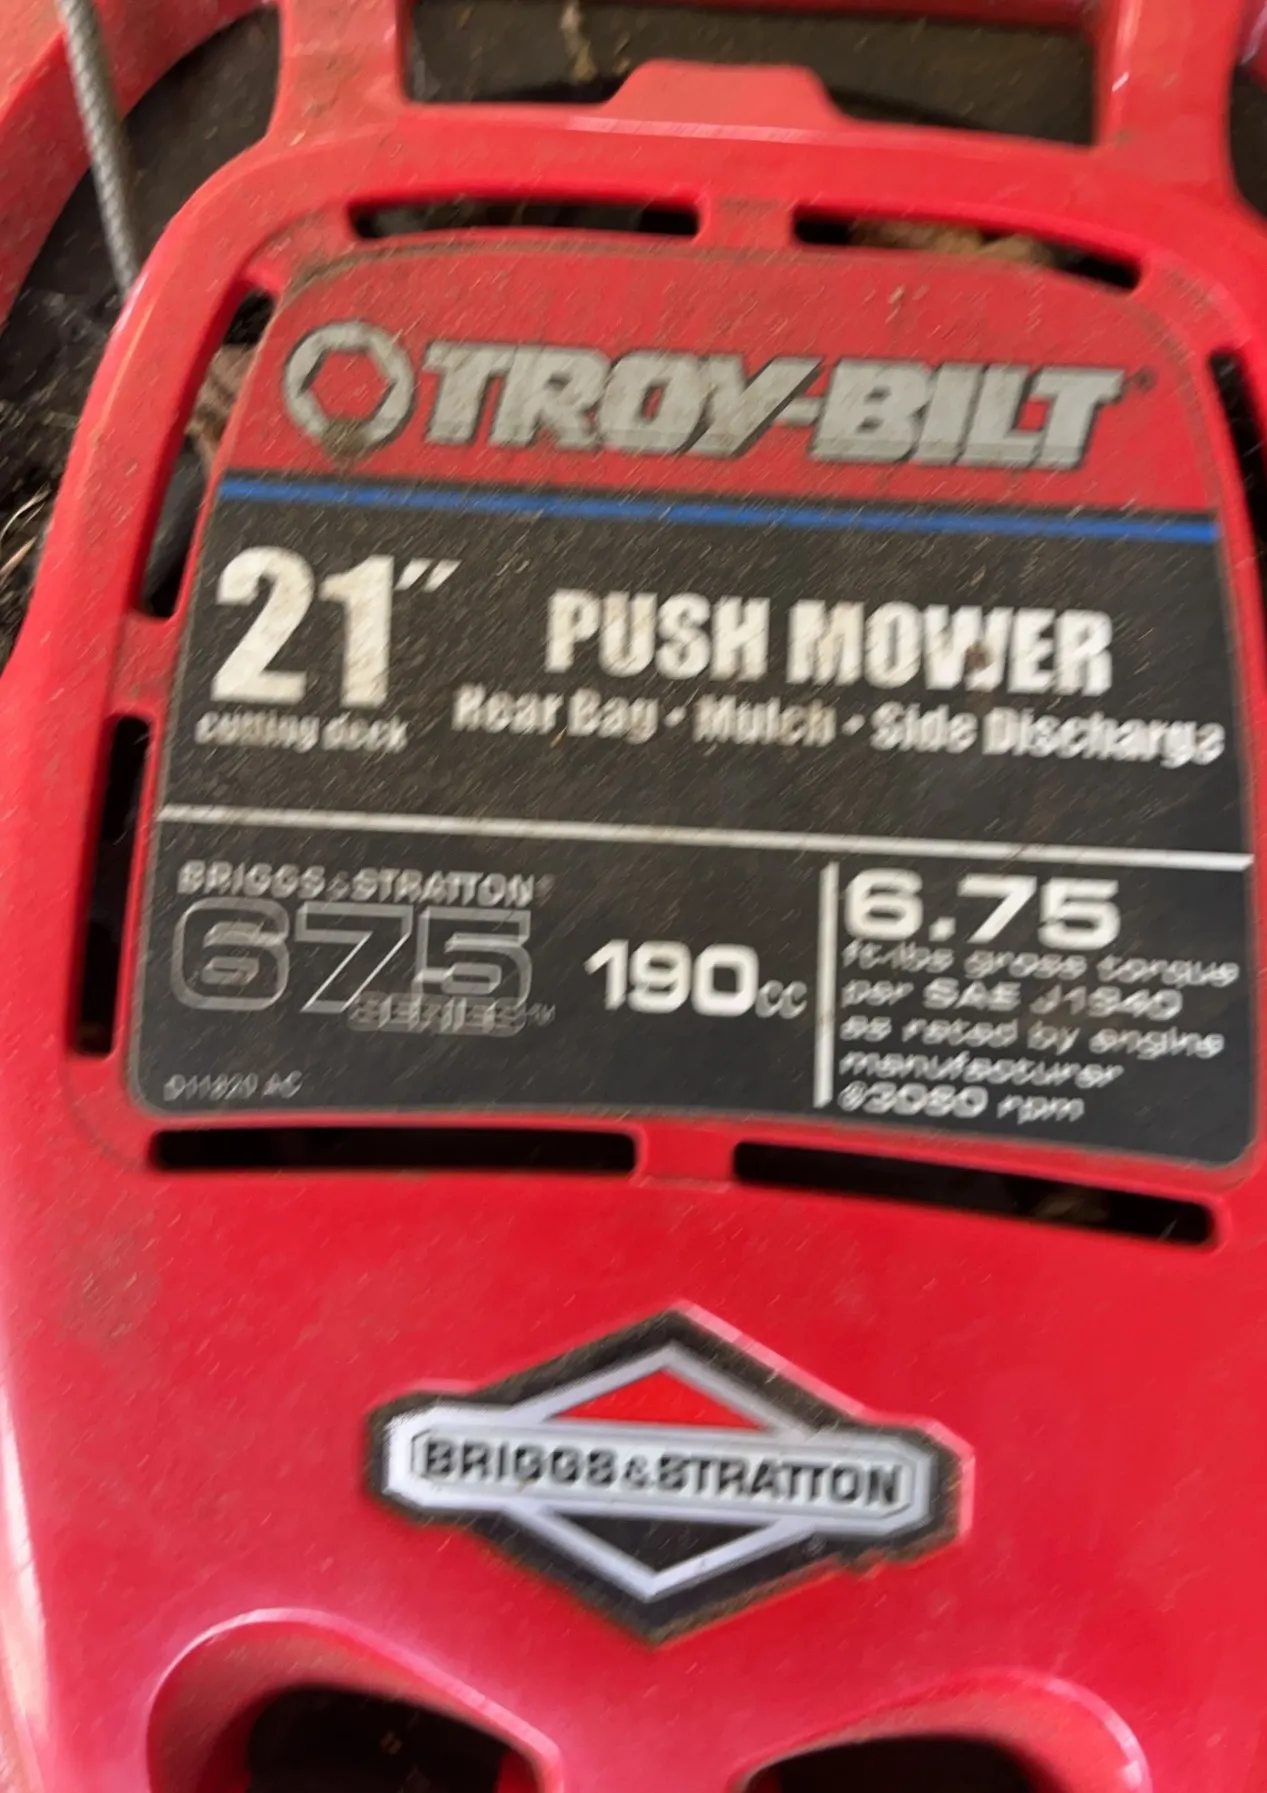 TROY-BILT
21" PUSH MOWER
cutting deck Rear Bag • Mulch • Side Discharge
BRIGGS & STRATTON
675
SERIES
190cc
6.75
ft-lbs gross torque
per SAE J1940
as rated by engine
manufacturer
@3060 rpm
BRIGGS & STRATTON